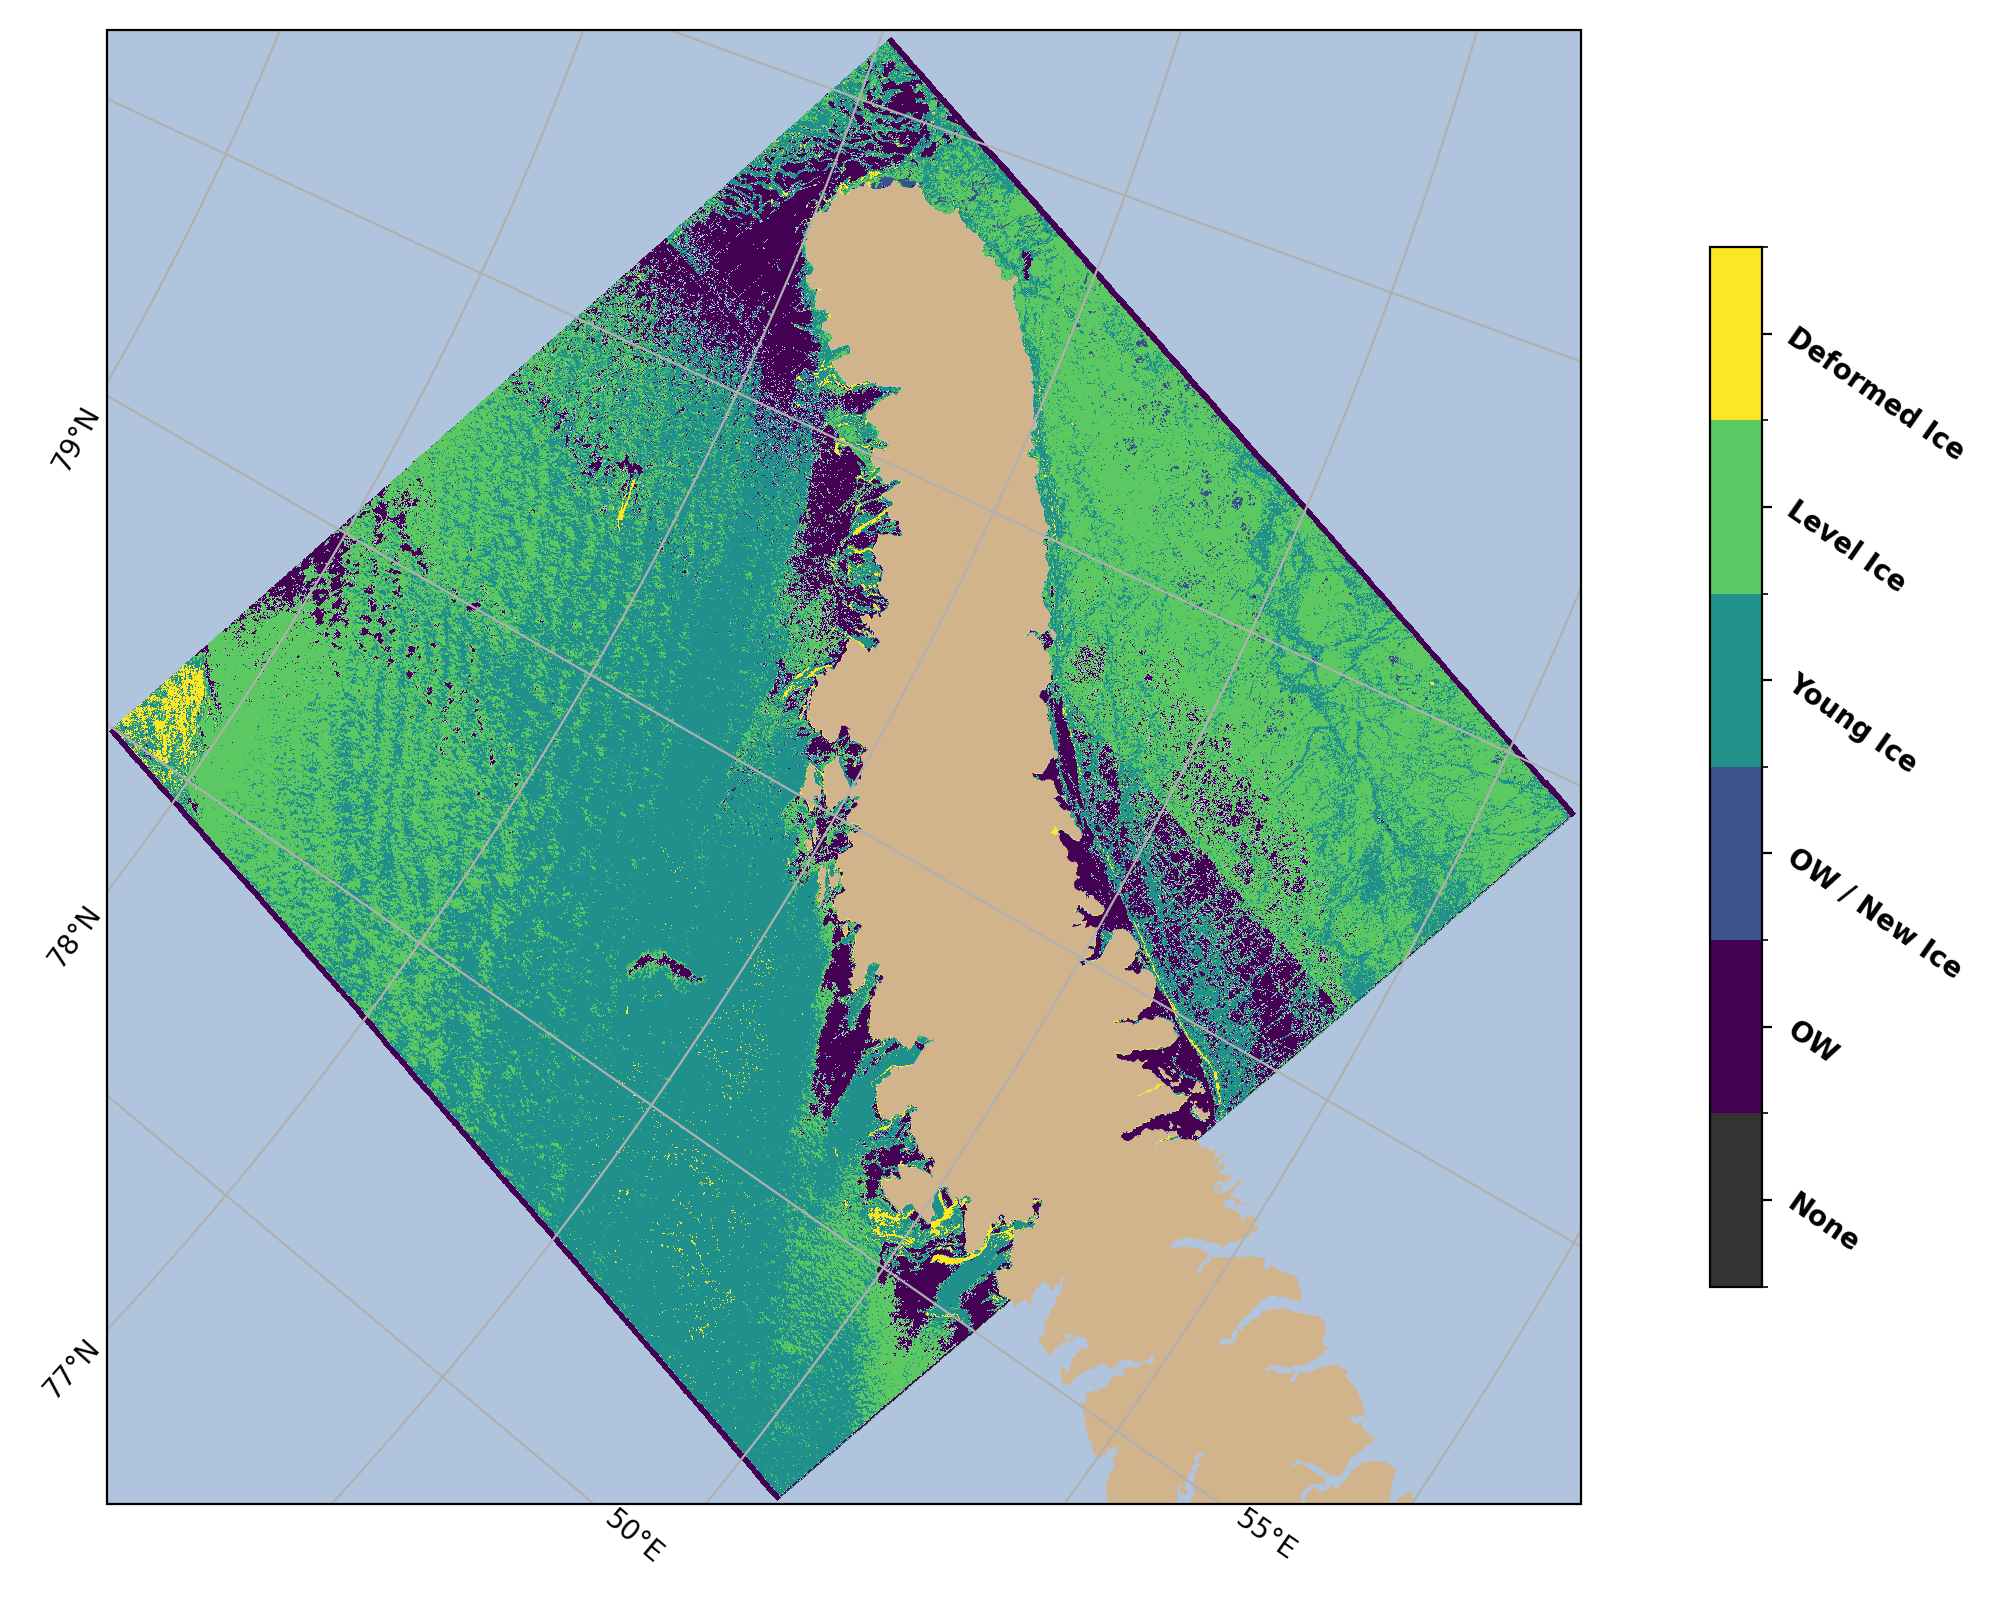 79°N
78°N
77°N
50°E
55°E
Deformed Ice
Level Ice
Young Ice
OW / New Ice
OW
None